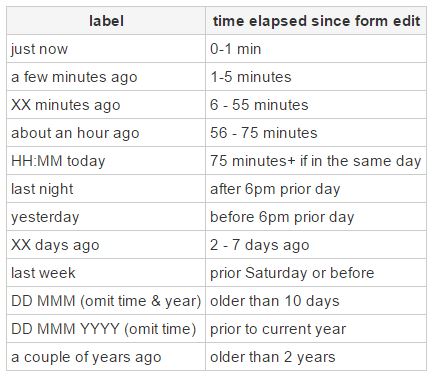 label time elapsed since form edit
just now 0-1 min
a few minutes ago 1-5 minutes
XX minutes ago 6 - 55 minutes
about an hour ago 56 - 75 minutes
HH:MM today 75 minutes+ if in the same day
last night after 6pm prior day
yesterday before 6pm prior day
XX days ago 2 - 7 days ago
last week prior Saturday or before
DD MMM (omit time & year) older than 10 days
DD MMM YYYY (omit time) prior to current year
a couple of years ago older than 2 years